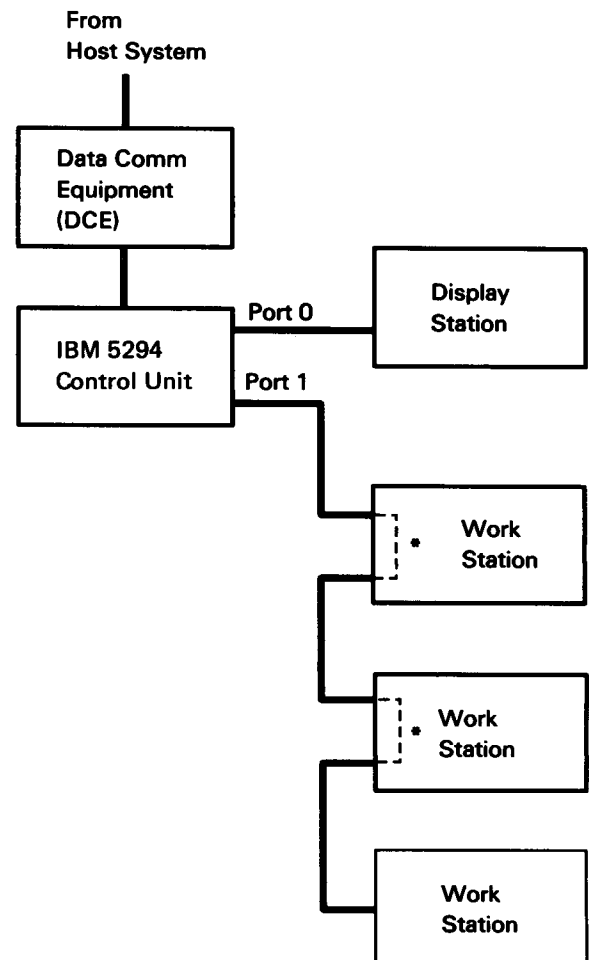 From
Host System
Data Comm
Equipment
(DCE)
IBM 5294
Control Unit
Port 0
Display
Station
Port 1
* Work
Station
* Work
Station
Work
Station